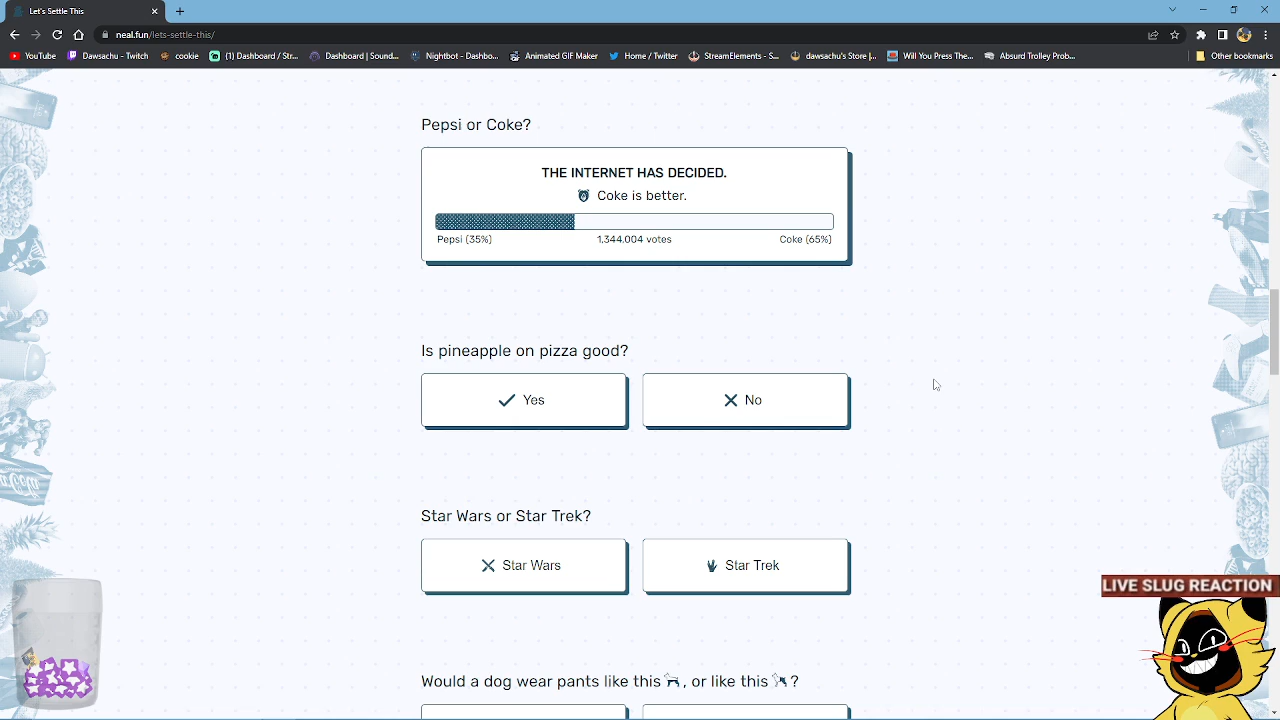 Let's Settle This
neal.fun/lets-settle-this/
YouTube
Dawsachu - Twitch
cookie
(1) Dashboard / Str...
Dashboard | Sound...
Nightbot - Dashbo...
Animated GIF Maker
Home / Twitter
StreamElements - S...
dawsachu's Store |...
Will You Press The...
Absurd Trolley Prob...
Other bookmarks
Pepsi or Coke?
THE INTERNET HAS DECIDED.
Coke is better.
Pepsi (35%)
1,344,004 votes
Coke (65%)
Is pineapple on pizza good?
Yes
No
Star Wars or Star Trek?
Star Wars
Star Trek
LIVE SLUG REACTION
Would a dog wear pants like this , or like this ?